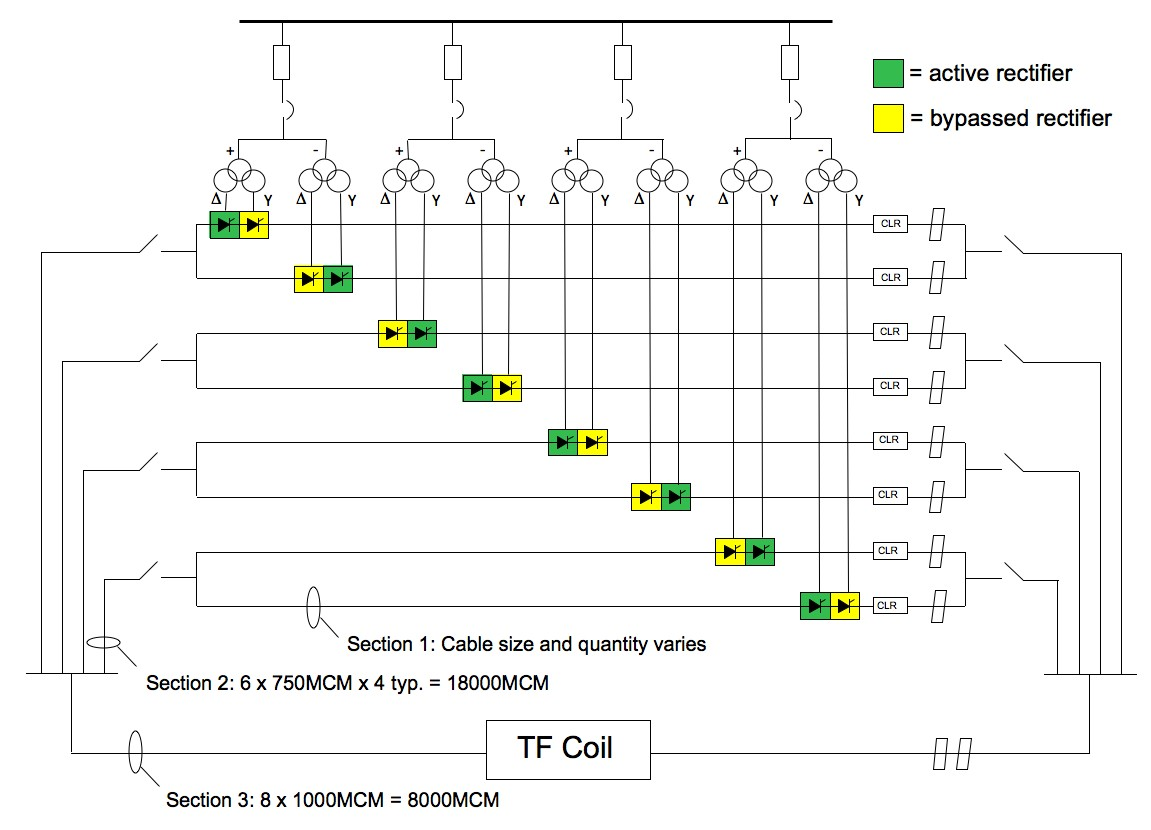 = active rectifier
= bypassed rectifier
+ - + - + - + -
Δ Y Δ Y Δ Y Δ Y Δ Y Δ Y Δ Y Δ Y
CLR
CLR
CLR
CLR
CLR
CLR
CLR
CLR
Section 1: Cable size and quantity varies
Section 2: 6 x 750MCM x 4 typ. = 18000MCM
TF Coil
Section 3: 8 x 1000MCM = 8000MCM